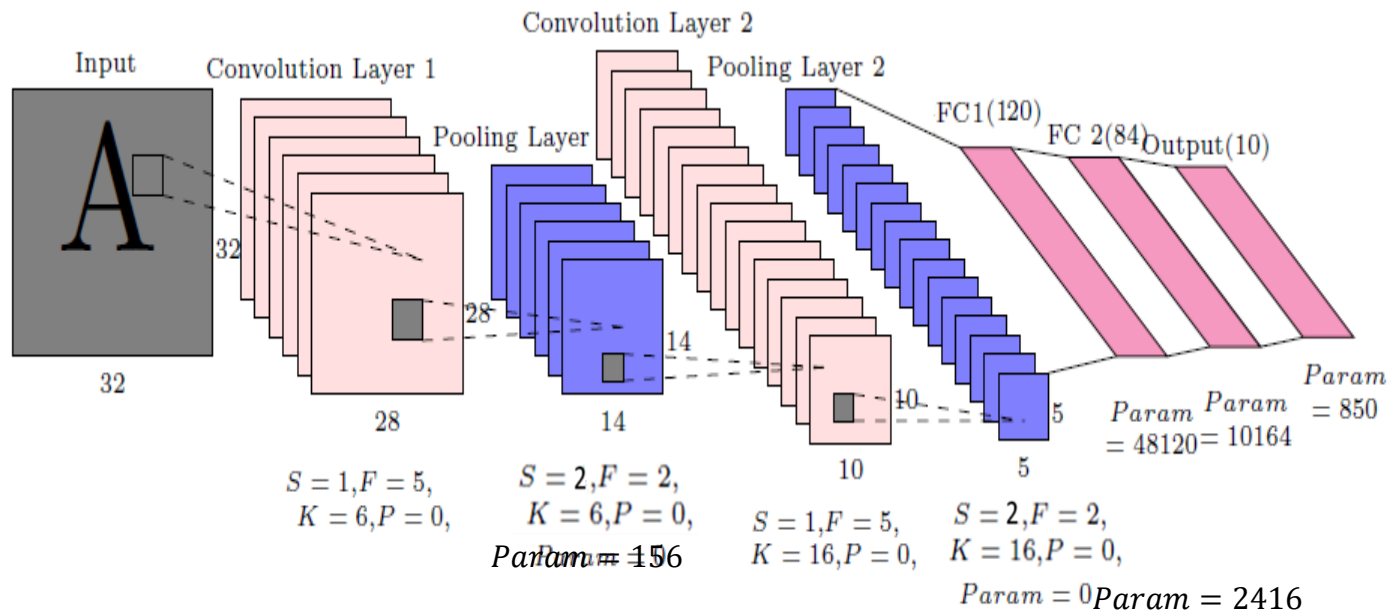 Input
Convolution Layer 1
Pooling Layer
Convolution Layer 2
Pooling Layer 2
FC1(120)
FC 2(84)
Output(10)
A
32
32
28
28
14
14
10
10
5
5
S = 1,F = 5,
K = 6,P = 0,
S = 2,F = 2,
K = 6,P = 0,
Param = 0
Param = 156
S = 1,F = 5,
K = 16,P = 0,
S = 2,F = 2,
K = 16,P = 0,
Param = 0
Param = 2416
Param
= 48120
Param
= 10164
Param
= 850